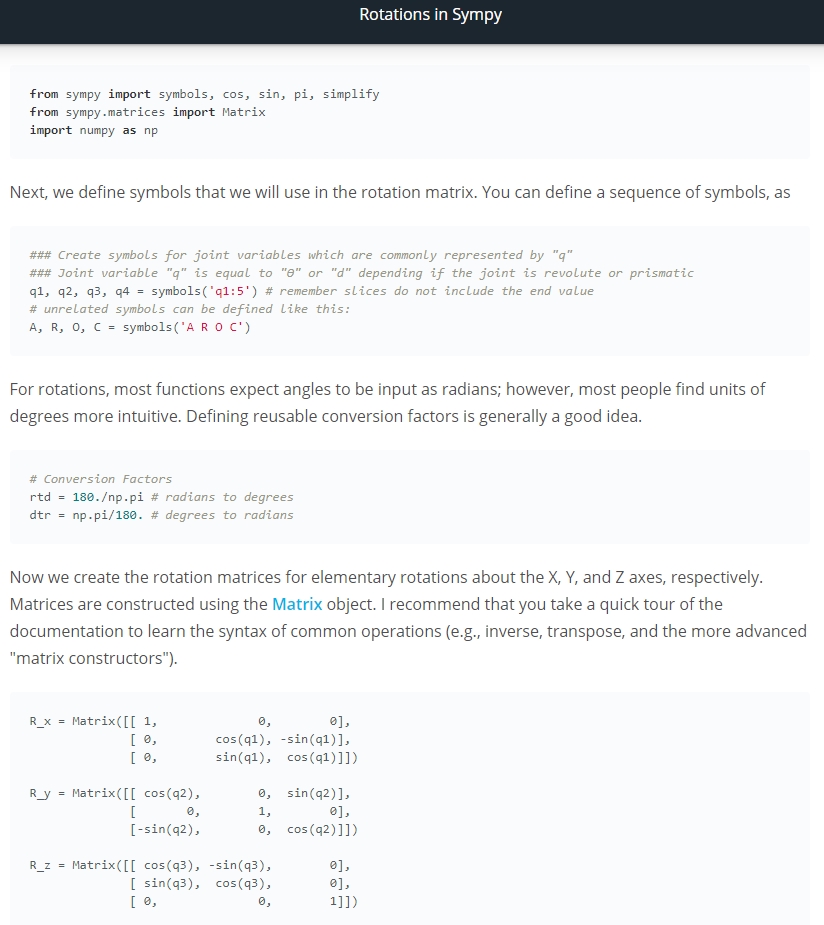 Rotations in Sympy
from sympy import symbols, cos, sin, pi, simplify
from sympy.matrices import Matrix
import numpy as np
Next, we define symbols that we will use in the rotation matrix. You can define a sequence of symbols, as
### Create symbols for joint variables which are commonly represented by "q"
### Joint variable "q" is equal to "θ" or "d" depending if the joint is revolute or prismatic
q1, q2, q3, q4 = symbols('q1:5') # remember slices do not include the end value
# unrelated symbols can be defined like this:
A, R, O, C = symbols('A R O C')
For rotations, most functions expect angles to be input as radians; however, most people find units of
degrees more intuitive. Defining reusable conversion factors is generally a good idea.
# Conversion Factors
rtd = 180./np.pi # radians to degrees
dtr = np.pi/180. # degrees to radians
Now we create the rotation matrices for elementary rotations about the X, Y, and Z axes, respectively.
Matrices are constructed using the Matrix object. I recommend that you take a quick tour of the
documentation to learn the syntax of common operations (e.g., inverse, transpose, and the more advanced
"matrix constructors").
R_x = Matrix([[ 1,              0,        0],
              [ 0,        cos(q1), -sin(q1)],
              [ 0,        sin(q1),  cos(q1)]])
R_y = Matrix([[ cos(q2),        0,  sin(q2)],
              [       0,        1,        0],
              [-sin(q2),        0,  cos(q2)]])
R_z = Matrix([[ cos(q3), -sin(q3),        0],
              [ sin(q3),  cos(q3),        0],
              [ 0,              0,        1]])